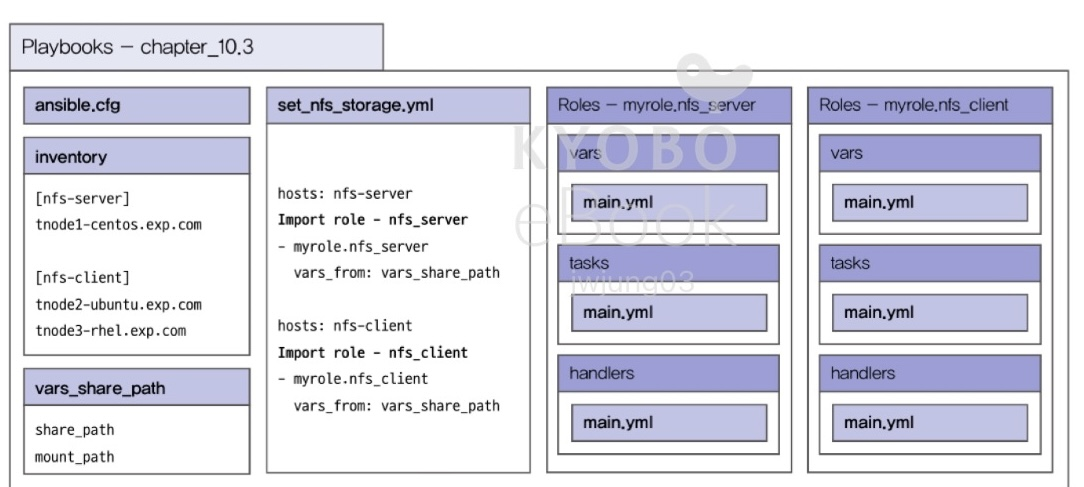 Playbooks – chapter_10.3
ansible.cfg
inventory
[nfs-server]
tnode1-centos.exp.com
[nfs-client]
tnode2-ubuntu.exp.com
tnode3-rhel.exp.com
vars_share_path
share_path
mount_path
set_nfs_storage.yml
hosts: nfs-server
Import role - nfs_server
- myrole.nfs_server
vars_from: vars_share_path
hosts: nfs-client
Import role - nfs_client
- myrole.nfs_client
vars_from: vars_share_path
Roles – myrole.nfs_server
vars
main.yml
tasks
main.yml
handlers
main.yml
Roles – myrole.nfs_client
vars
main.yml
tasks
main.yml
handlers
main.yml
KYOBO
eBook
jwjung03